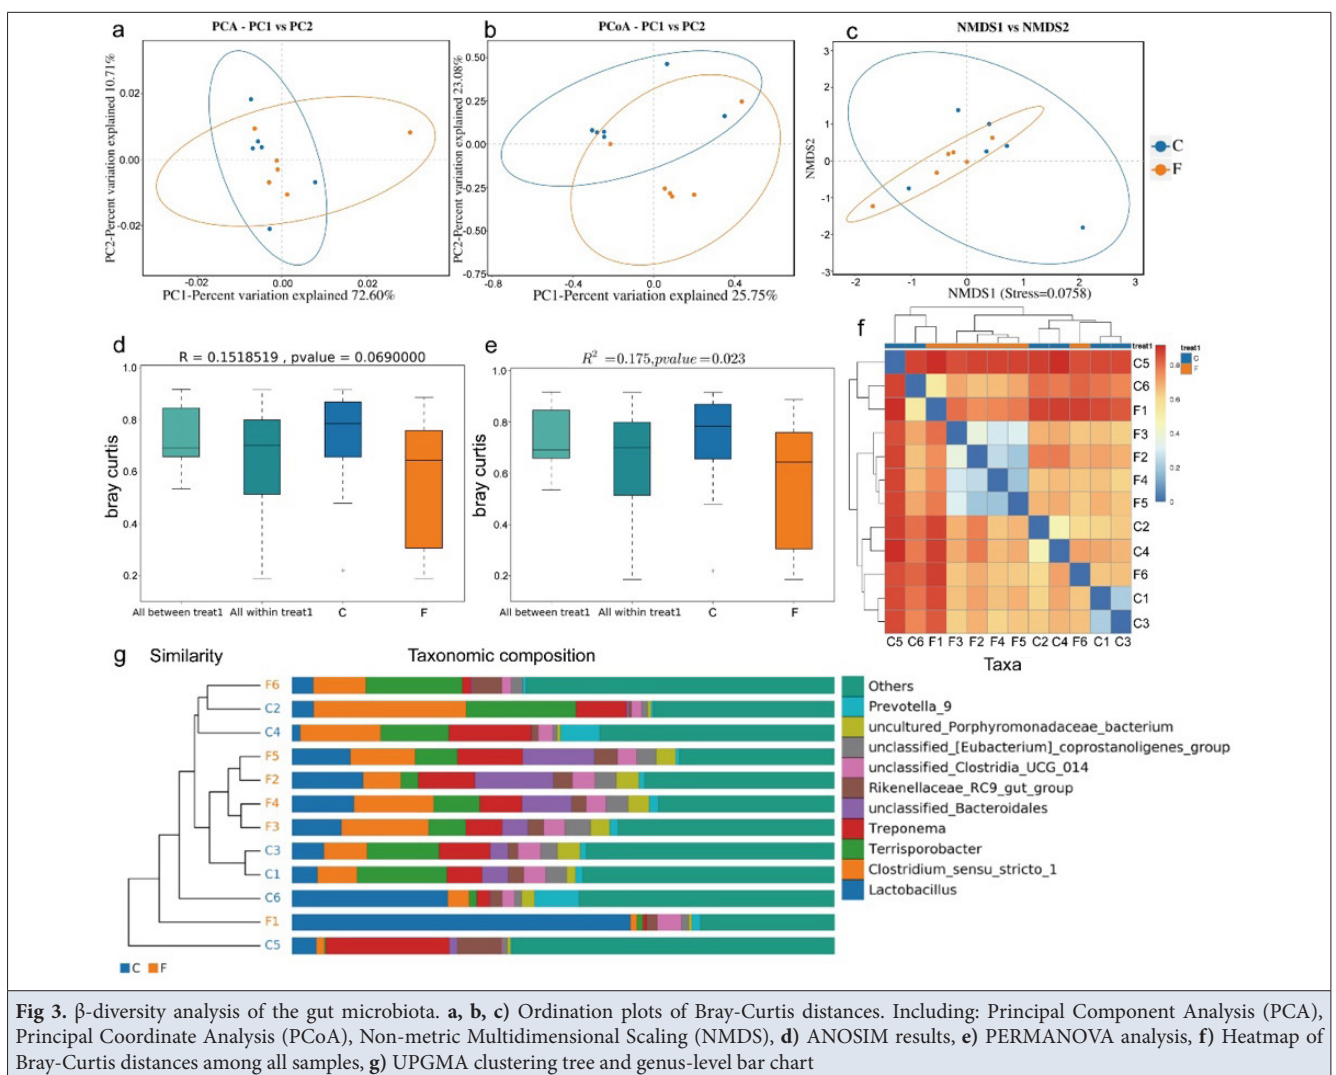 a
PCA - PC1 vs PC2
PC2-Percent variation explained 10.71%
0.02
0.00
-0.02
-0.02
0.00
0.02
PC1-Percent variation explained 72.60%
b
PCoA - PC1 vs PC2
PC2-Percent variation explained 23.08%
0.50
0.25
0.00
-0.25
-0.50
-0.75
-0.8
-0.4
0.0
0.4
PC1-Percent variation explained 25.75%
c
NMDS1 vs NMDS2
NMDS2
3
2
1
0
-1
-2
-3
-2
-1
0
1
2
3
NMDS1 (Stress=0.0758)
C
F
d
R = 0.1518519 , pvalue = 0.0690000
bray curtis
1.0
0.8
0.6
0.4
0.2
All between treat1
All within treat1
C
F
e
R² =0.175,pvalue=0.023
bray curtis
1.0
0.8
0.6
0.4
0.2
All between treat1
All within treat1
C
F
f
treat1
0.8
0.6
0.4
0.2
0
treat1
C
F
C5
C6
F1
F3
F2
F4
F5
C2
C4
F6
C1
C3
C5 C6 F1 F3 F2 F4 F5 C2 C4 F6 C1 C3
g
Similarity
Taxonomic composition
Taxa
F6
C2
C4
F5
F2
F4
F3
C3
C1
C6
F1
C5
C F
Others
Prevotella_9
uncultured_Porphyromonadaceae_bacterium
unclassified_[Eubacterium]_coprostanoligenes_group
unclassified_Clostridia_UCG_014
Rikenellaceae_RC9_gut_group
unclassified_Bacteroidales
Treponema
Terrisporobacter
Clostridium_sensu_stricto_1
Lactobacillus
Fig 3. β-diversity analysis of the gut microbiota. a, b, c) Ordination plots of Bray-Curtis distances. Including: Principal Component Analysis (PCA),
Principal Coordinate Analysis (PCoA), Non-metric Multidimensional Scaling (NMDS), d) ANOSIM results, e) PERMANOVA analysis, f) Heatmap of
Bray-Curtis distances among all samples, g) UPGMA clustering tree and genus-level bar chart